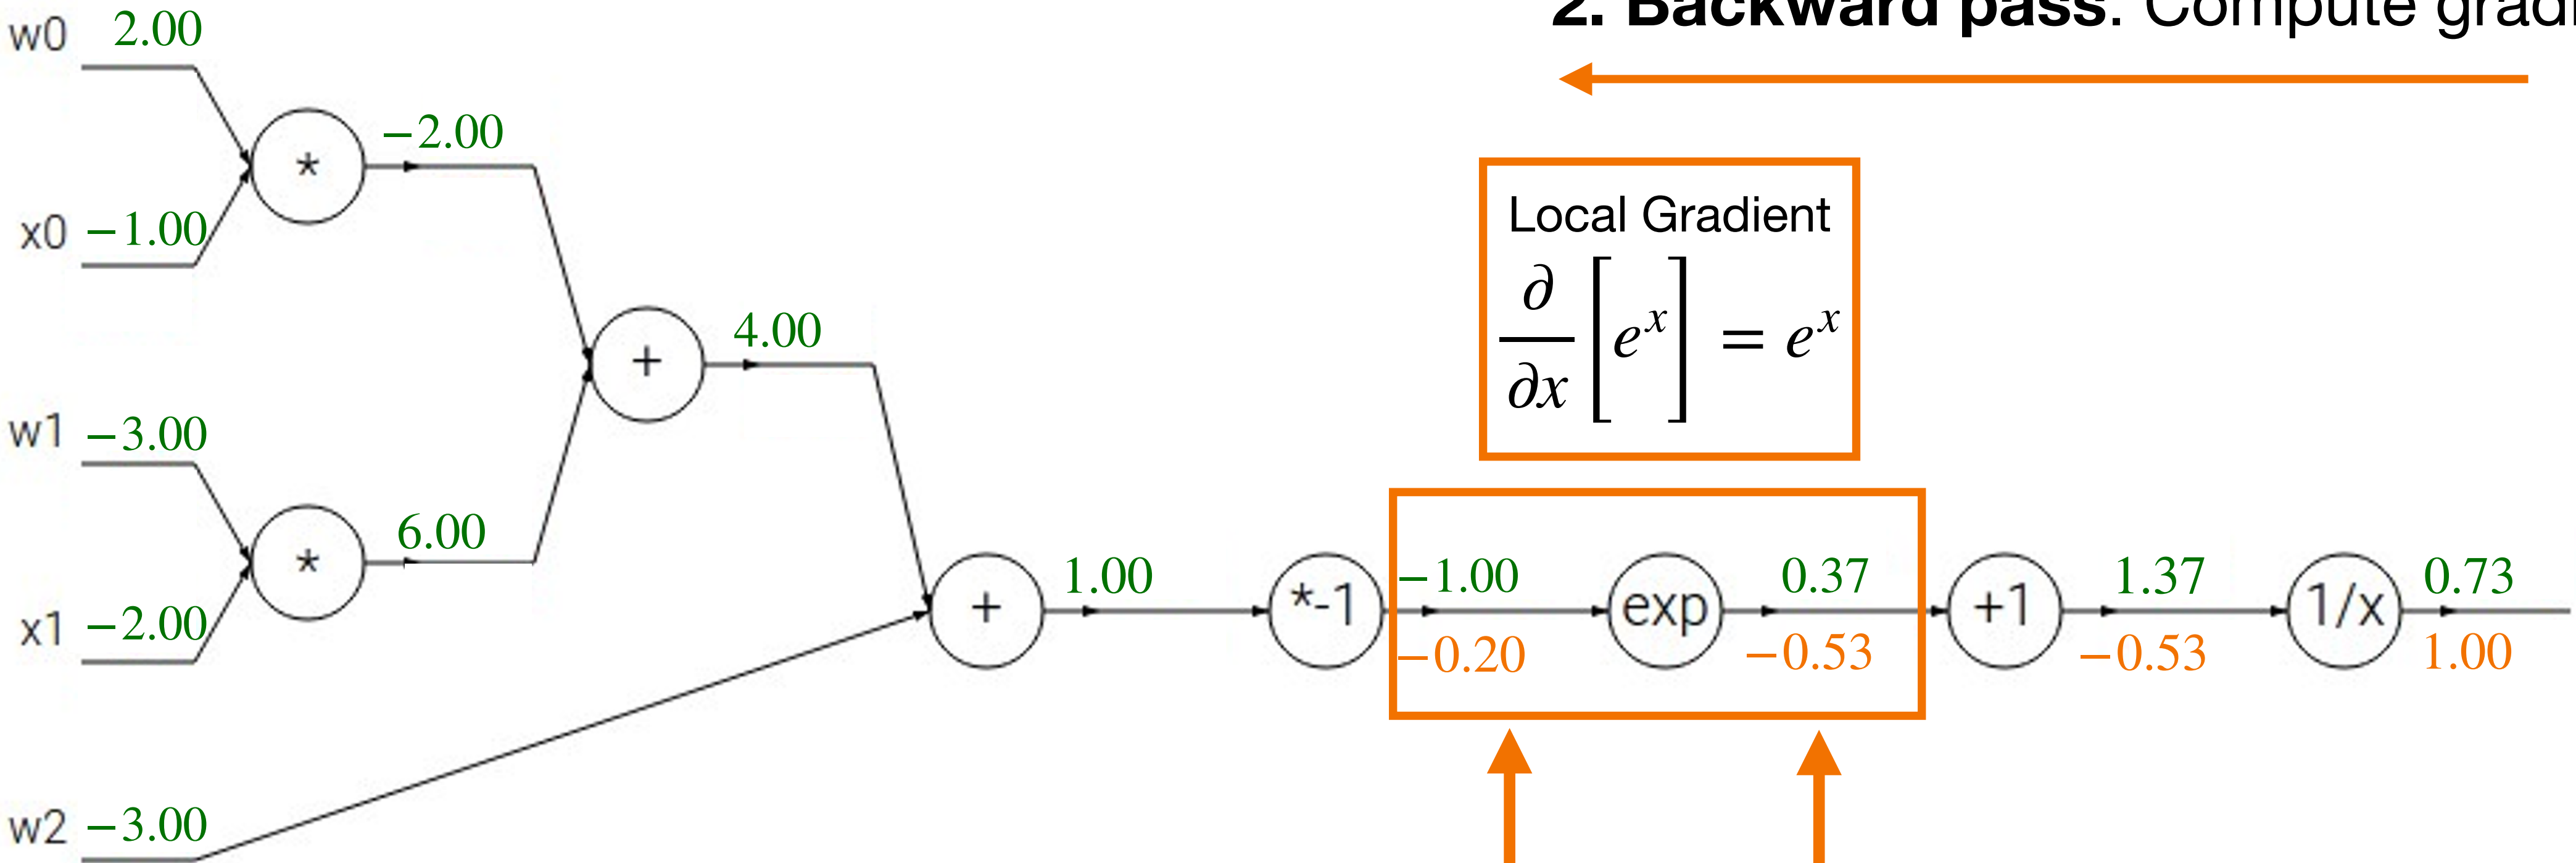 2. Backward pass: Compute gradi
w0 2.00
−2.00
*
x0 −1.00
Local Gradient
∂/∂x [e^x] = e^x
4.00
+
w1 −3.00
6.00
*
x1 −2.00
+ 1.00 *-1 −1.00 exp 0.37 +1 1.37 1/x 0.73
−0.20 −0.53 −0.53 1.00
w2 −3.00